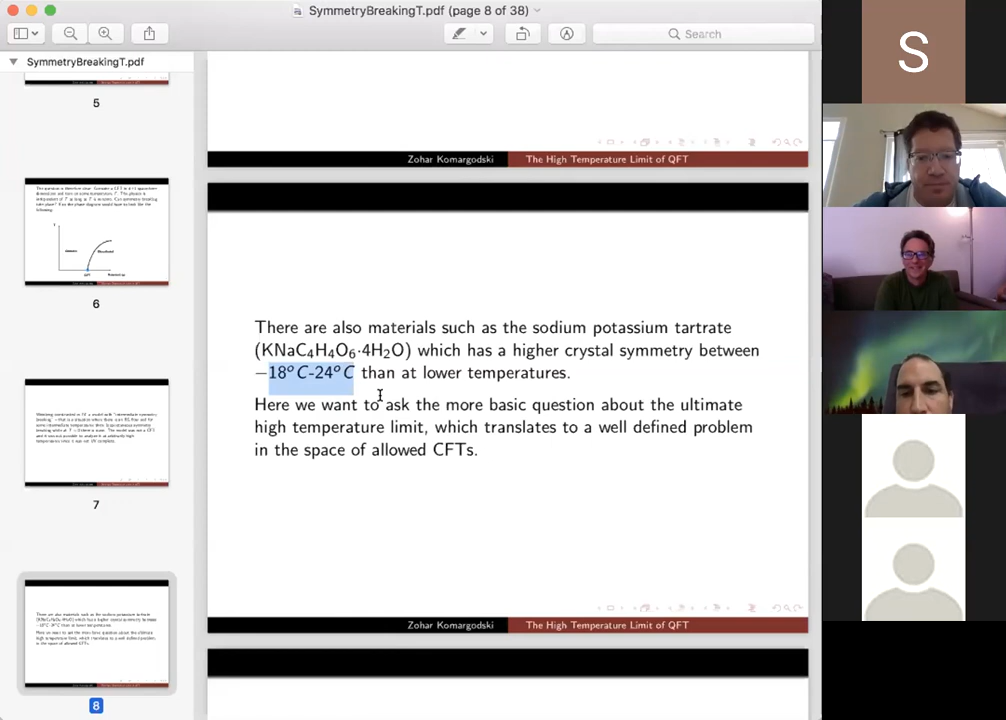 SymmetryBreakingT.pdf (page 8 of 38)
Search
SymmetryBreakingT.pdf
5
6
7
8
Zohar Komargodski The High Temperature Limit of QFT
There are also materials such as the sodium potassium tartrate
(KNaC₄H₄O₆·4H₂O) which has a higher crystal symmetry between
−18°C-24°C than at lower temperatures.
Here we want to ask the more basic question about the ultimate
high temperature limit, which translates to a well defined problem
in the space of allowed CFTs.
Zohar Komargodski The High Temperature Limit of QFT
S